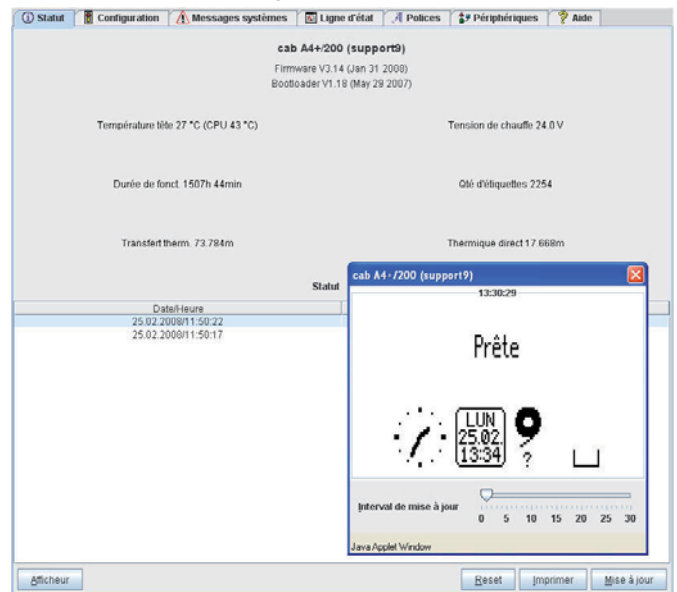 Statut Configuration Messages systèmes Ligne d'état Polices Périphériques Aide
cab A4+/200 (support9)
Firmware V3.14 (Jan 31 2008)
Bootloader V1.18 (May 29 2007)
Température tête 27 °C (CPU 43 °C) Tension de chauffe 24.0 V
Durée de fonct. 1507h 44min Qté d'étiquettes 2254
Transfert therm. 73.784m Thermique direct 17.668m
Statut
Date/Heure
25.02.2008/11:50:22
25.02.2008/11:50:17
cab A4+/200 (support9)
13:30:29
Prête
LUN
25.02.
13:34
?
Interval de mise à jour
0 5 10 15 20 25 30
Java Applet Window
Afficheur Reset Imprimer Mise à jour